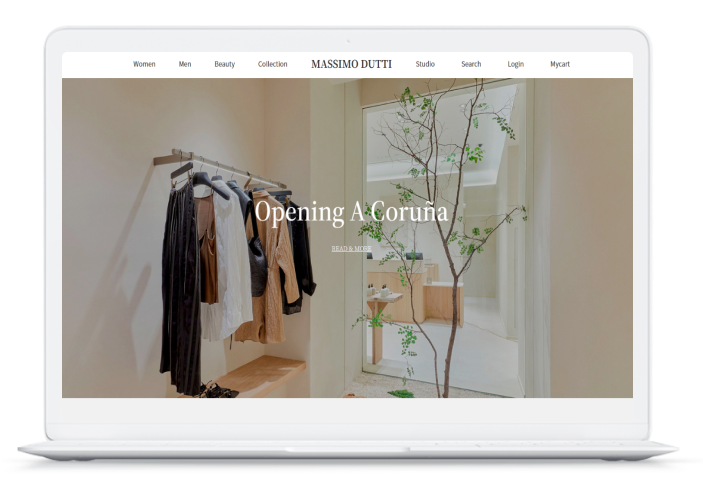 Women Men Beauty Collection MASSIMO DUTTI Studio Search Login Mycart
Opening A Coruña
READ & MORE